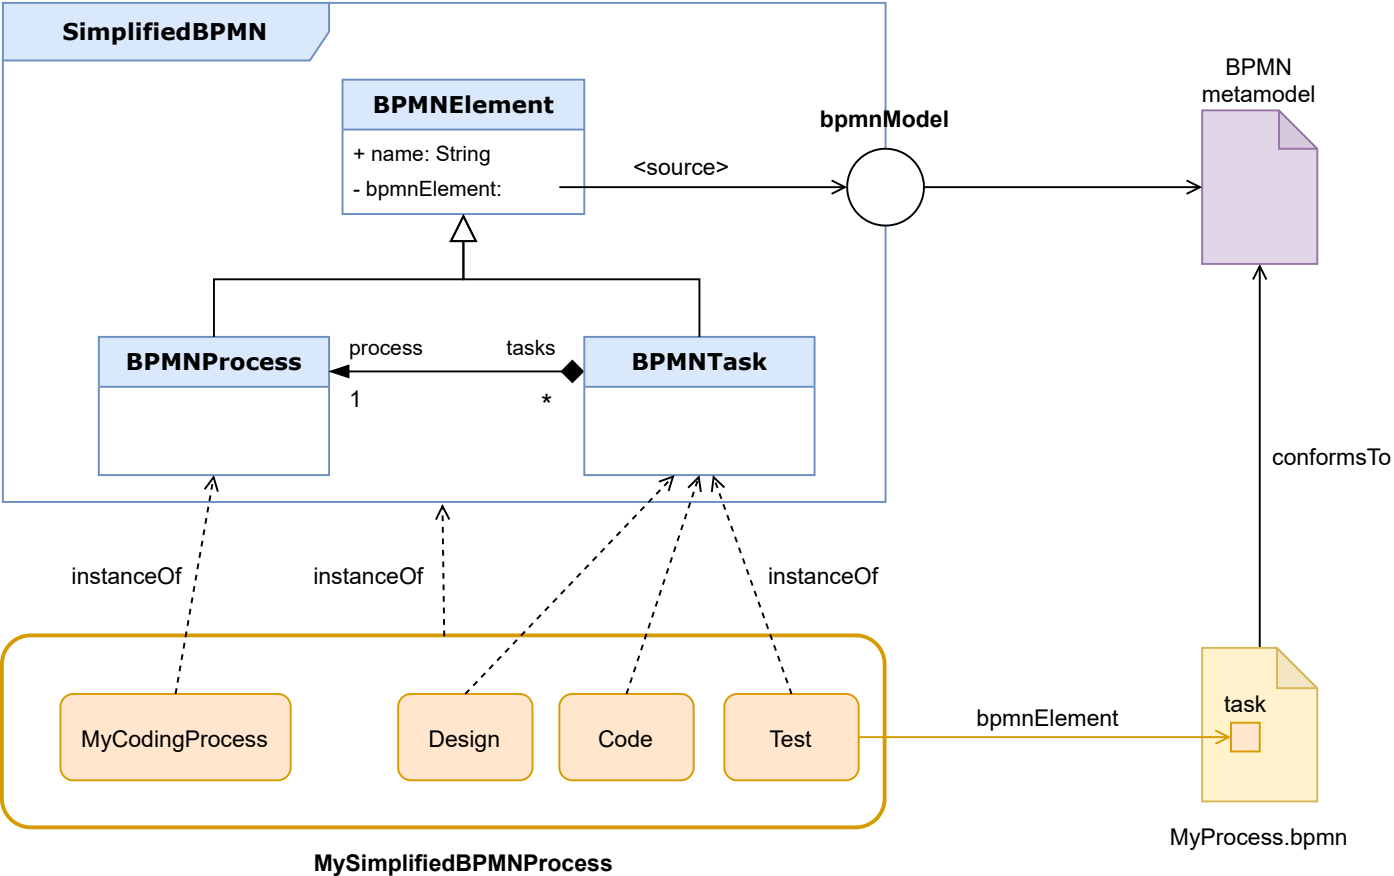 SimplifiedBPMN
BPMNElement
+ name: String
- bpmnElement:
<source>
bpmnModel
BPMN
metamodel
BPMNProcess
process
tasks
1
*
BPMNTask
conformsTo
instanceOf
instanceOf
instanceOf
MyCodingProcess
Design
Code
Test
bpmnElement
task
MyProcess.bpmn
MySimplifiedBPMNProcess